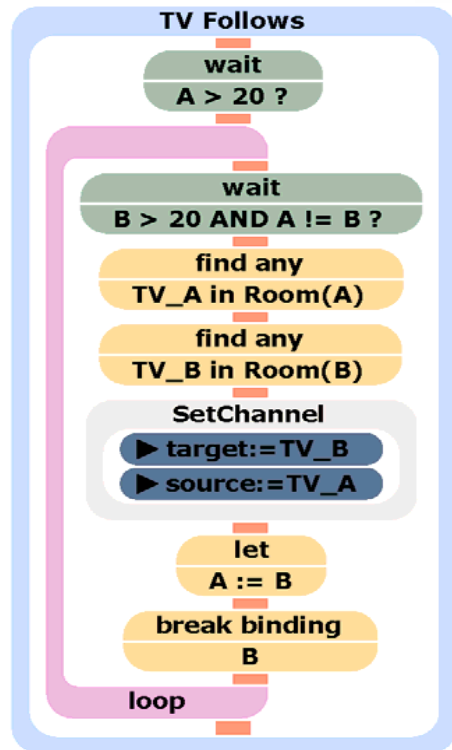 TV Follows
wait
A > 20 ?
wait
B > 20 AND A != B ?
find any
TV_A in Room(A)
find any
TV_B in Room(B)
SetChannel
▶ target:=TV_B
▶ source:=TV_A
let
A := B
break binding
B
loop